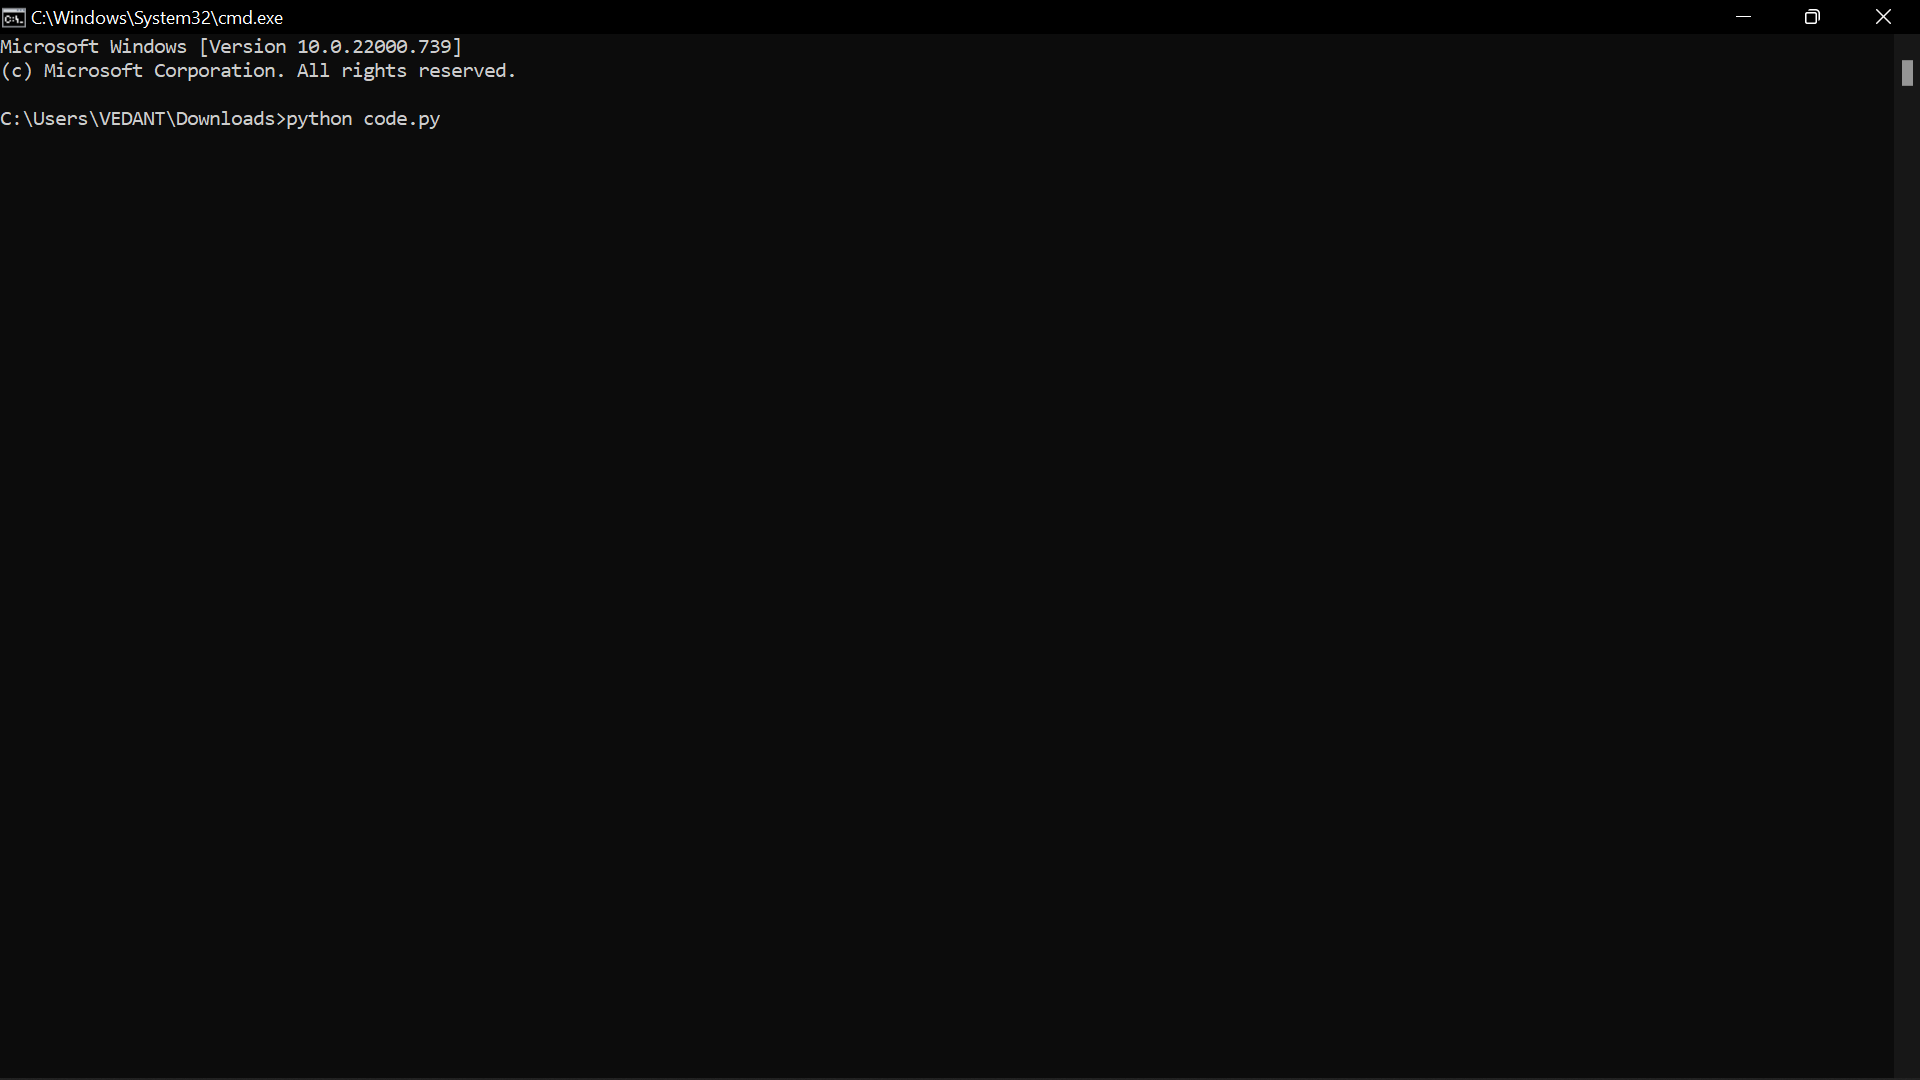 C:\Windows\System32\cmd.exe
Microsoft Windows [Version 10.0.22000.739]
(c) Microsoft Corporation. All rights reserved.
C:\Users\VEDANT\Downloads>python code.py